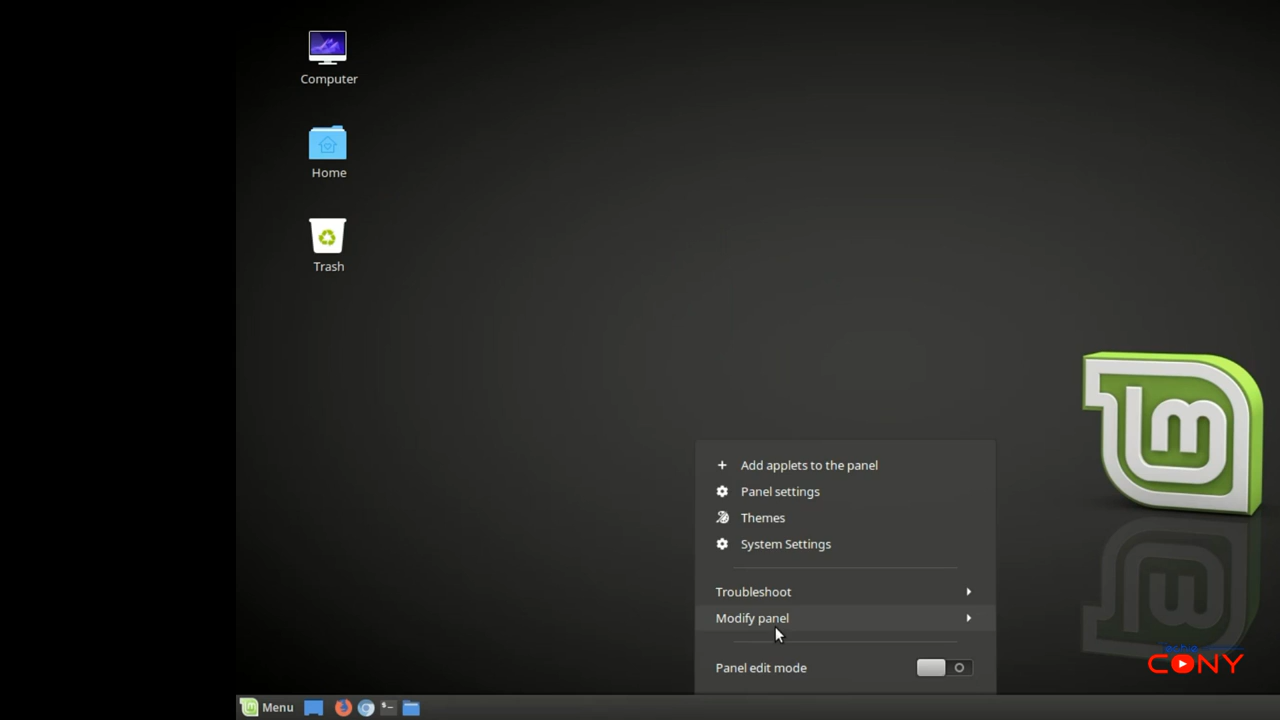 Computer
Home
Trash
Add applets to the panel
Panel settings
Themes
System Settings
Troubleshoot
Modify panel
Panel edit mode
CONY
Menu